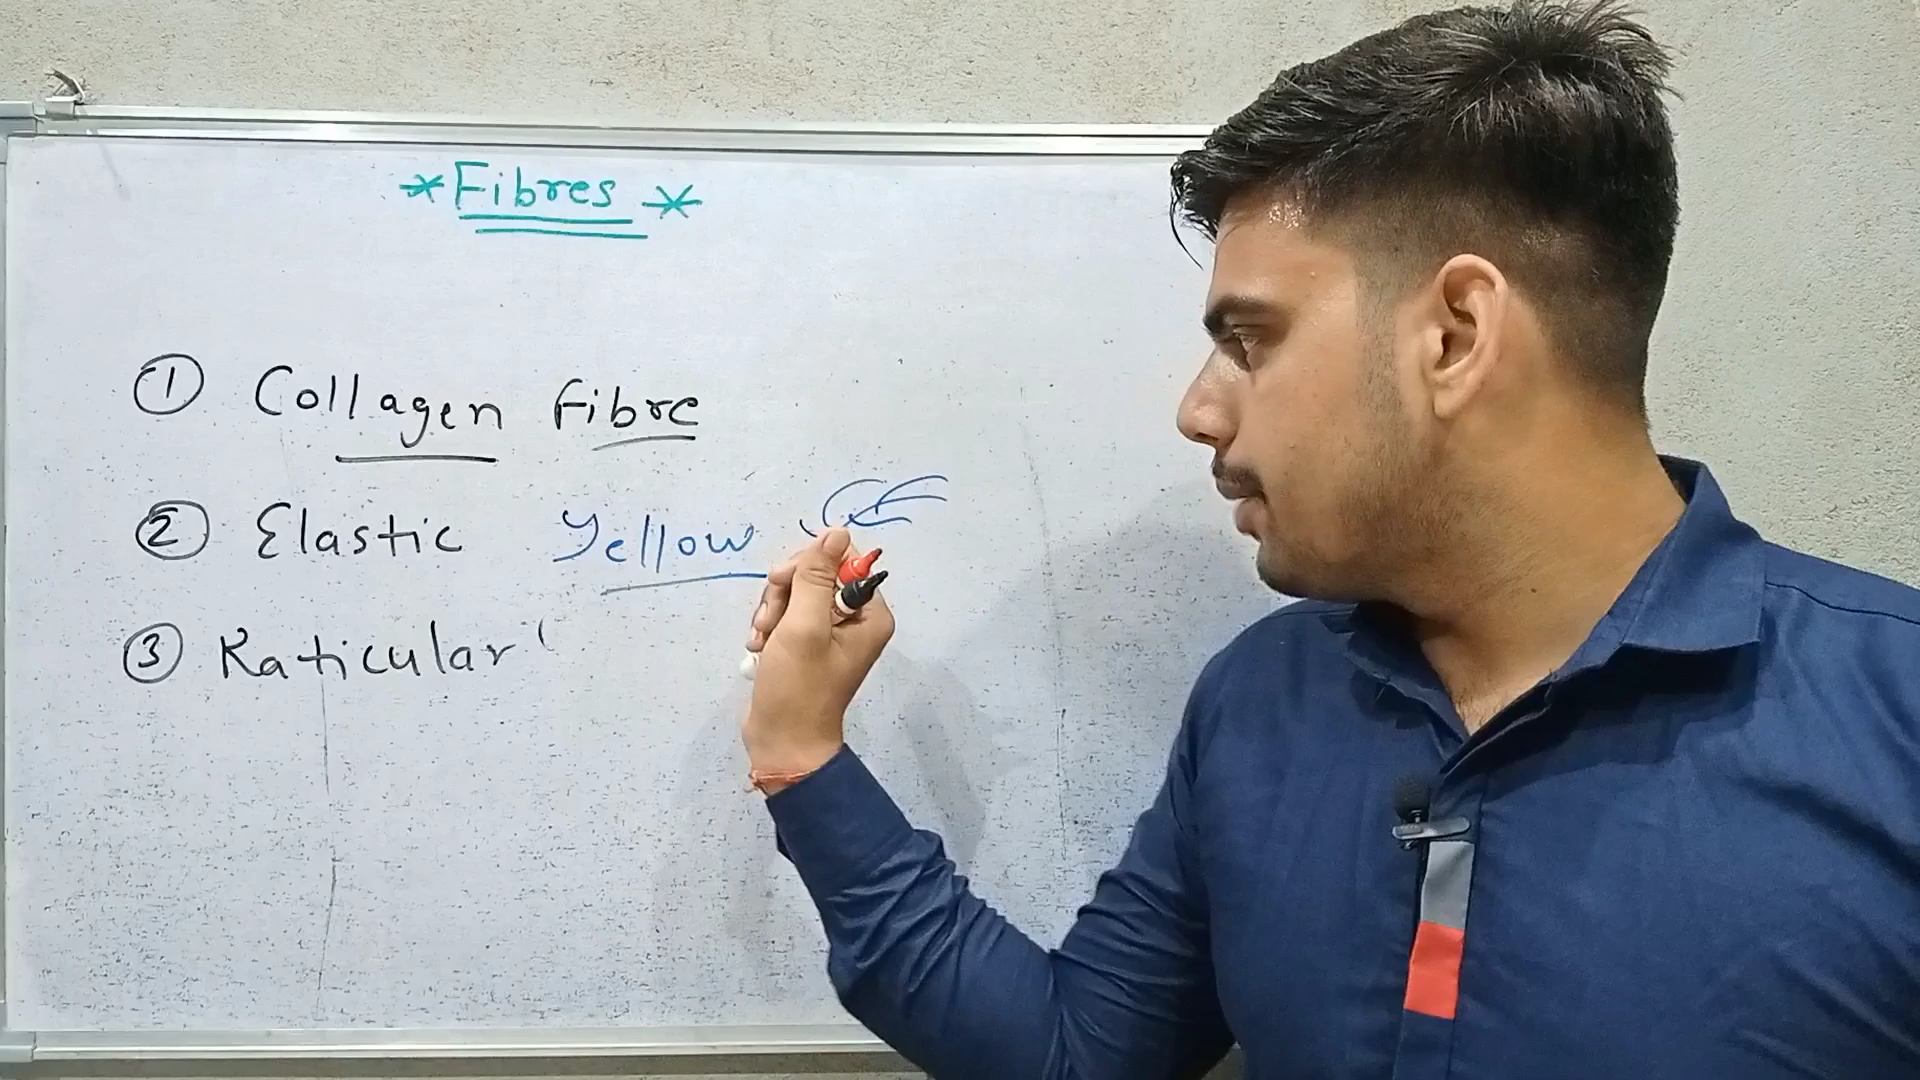 *Fibres*
① Collagen Fibre
② Elastic Yellow
③ Raticular